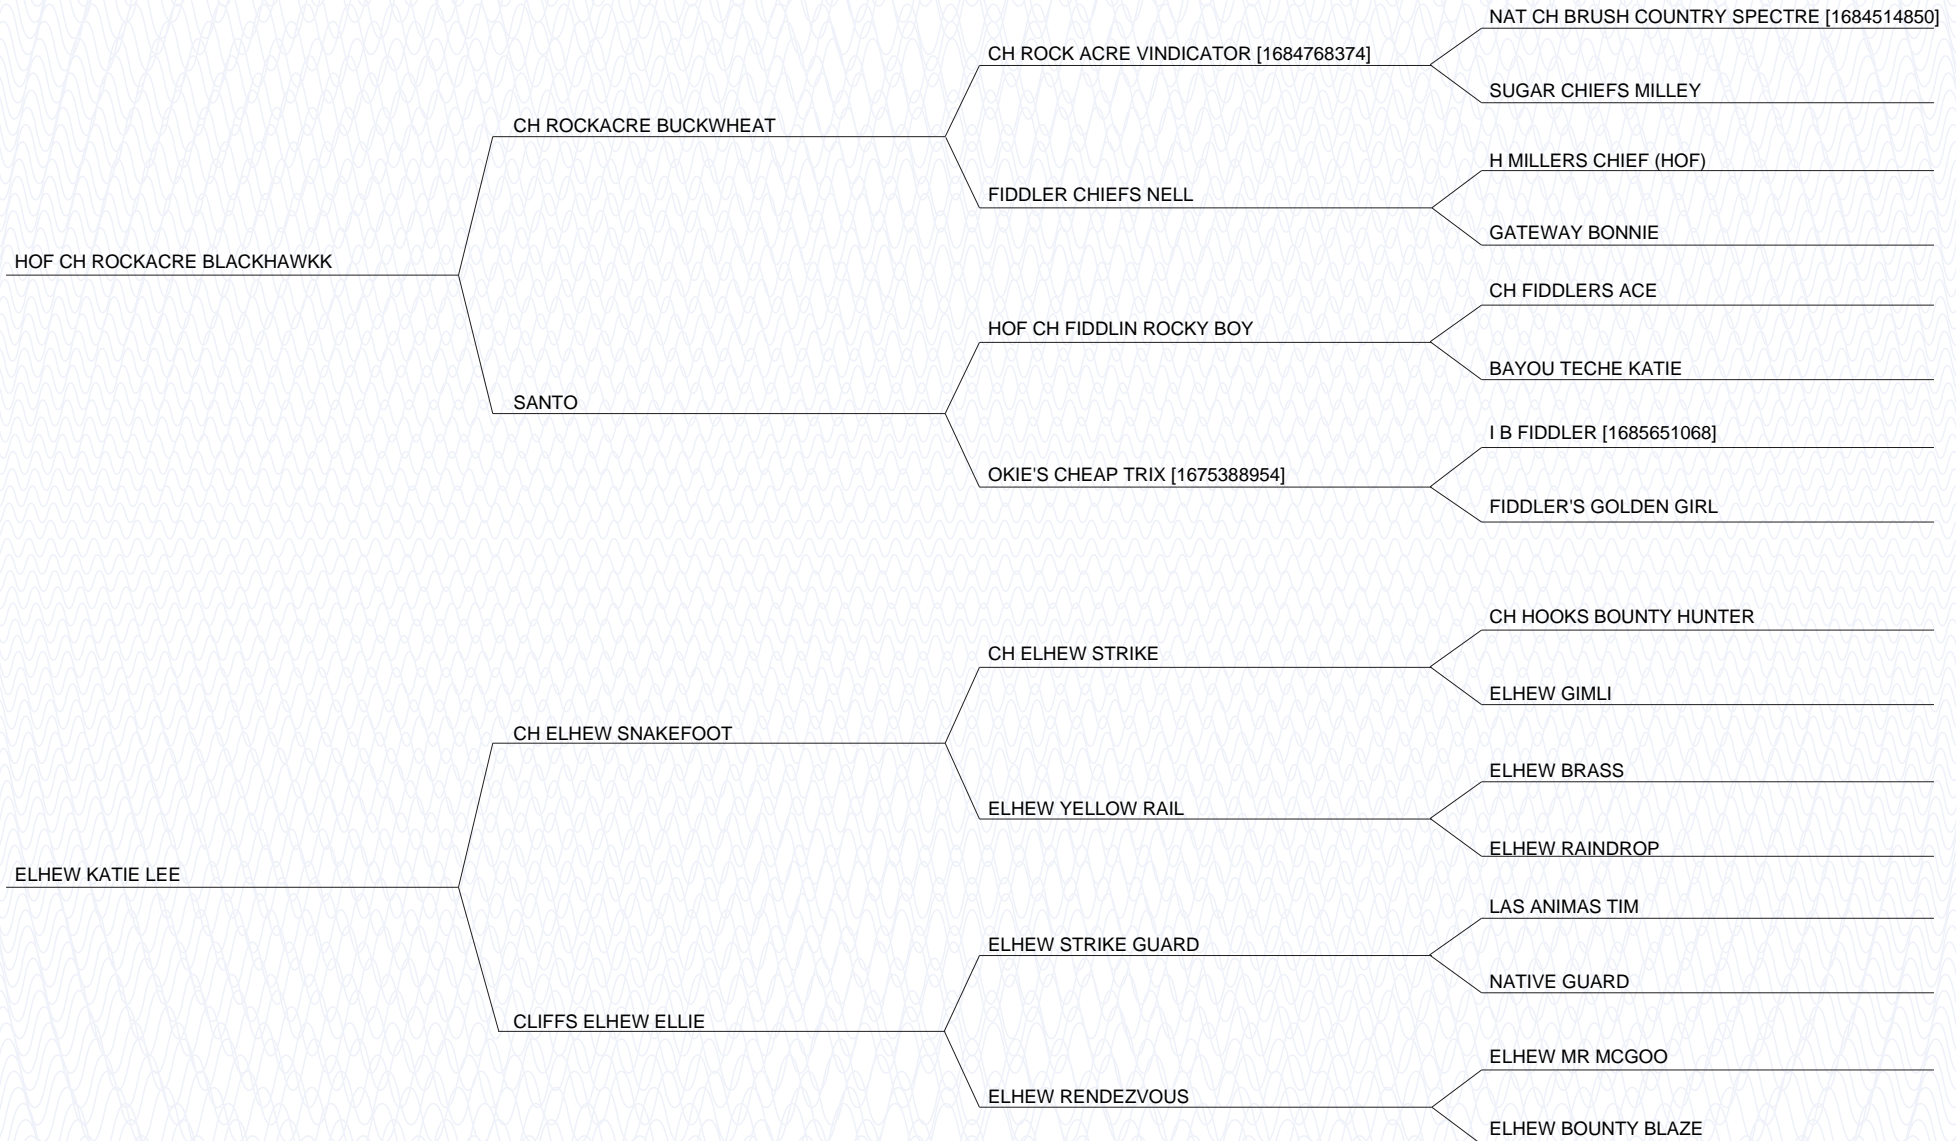 NAT CH BRUSH COUNTRY SPECTRE [1684514850]
CH ROCK ACRE VINDICATOR [1684768374]
SUGAR CHIEFS MILLEY
CH ROCKACRE BUCKWHEAT
H MILLERS CHIEF (HOF)
FIDDLER CHIEFS NELL
GATEWAY BONNIE
HOF CH ROCKACRE BLACKHAWKK
CH FIDDLERS ACE
HOF CH FIDDLIN ROCKY BOY
BAYOU TECHE KATIE
SANTO
I B FIDDLER [1685651068]
OKIE'S CHEAP TRIX [1675388954]
FIDDLER'S GOLDEN GIRL
CH HOOKS BOUNTY HUNTER
CH ELHEW STRIKE
ELHEW GIMLI
CH ELHEW SNAKEFOOT
ELHEW BRASS
ELHEW YELLOW RAIL
ELHEW RAINDROP
ELHEW KATIE LEE
LAS ANIMAS TIM
ELHEW STRIKE GUARD
NATIVE GUARD
CLIFFS ELHEW ELLIE
ELHEW MR MCGOO
ELHEW RENDEZVOUS
ELHEW BOUNTY BLAZE